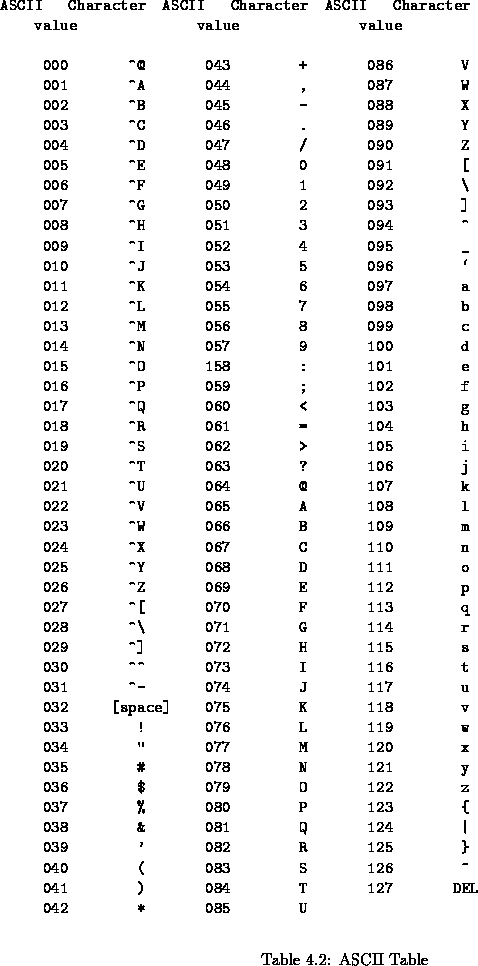 ASCII Character ASCII Character ASCII Character
value value value
000 ^@ 043 + 086 V
001 ^A 044 , 087 W
002 ^B 045 - 088 X
003 ^C 046 . 089 Y
004 ^D 047 / 090 Z
005 ^E 048 0 091 [
006 ^F 049 1 092 \
007 ^G 050 2 093 ]
008 ^H 051 3 094 ^
009 ^I 052 4 095 _
010 ^J 053 5 096 ‘
011 ^K 054 6 097 a
012 ^L 055 7 098 b
013 ^M 056 8 099 c
014 ^N 057 9 100 d
015 ^O 158 : 101 e
016 ^P 059 ; 102 f
017 ^Q 060 < 103 g
018 ^R 061 = 104 h
019 ^S 062 > 105 i
020 ^T 063 ? 106 j
021 ^U 064 @ 107 k
022 ^V 065 A 108 l
023 ^W 066 B 109 m
024 ^X 067 C 110 n
025 ^Y 068 D 111 o
026 ^Z 069 E 112 p
027 ^[ 070 F 113 q
028 ^\ 071 G 114 r
029 ^] 072 H 115 s
030 ^^ 073 I 116 t
031 ^- 074 J 117 u
032 [space] 075 K 118 v
033 ! 076 L 119 w
034 " 077 M 120 x
035 # 078 N 121 y
036 $ 079 O 122 z
037 % 080 P 123 {
038 & 081 Q 124 |
039 ’ 082 R 125 }
040 ( 083 S 126 ~
041 ) 084 T 127 DEL
042 * 085 U
Table 4.2: ASCII Table